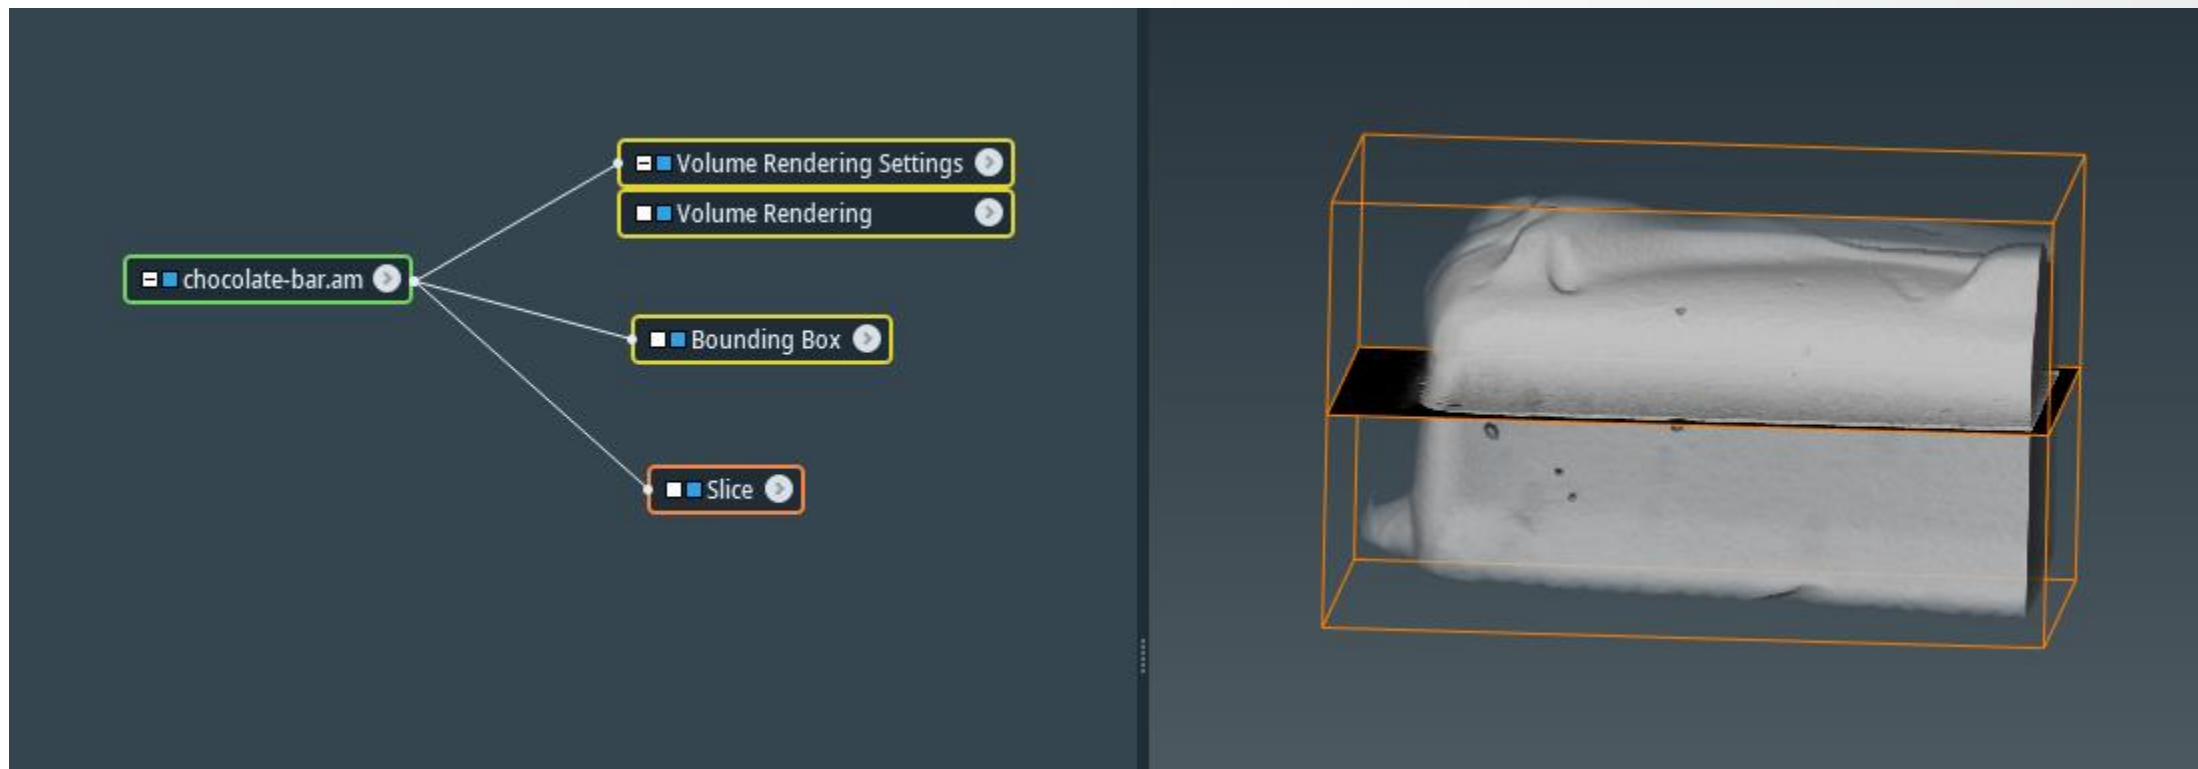 Volume Rendering Settings
Volume Rendering
chocolate-bar.am
Bounding Box
Slice